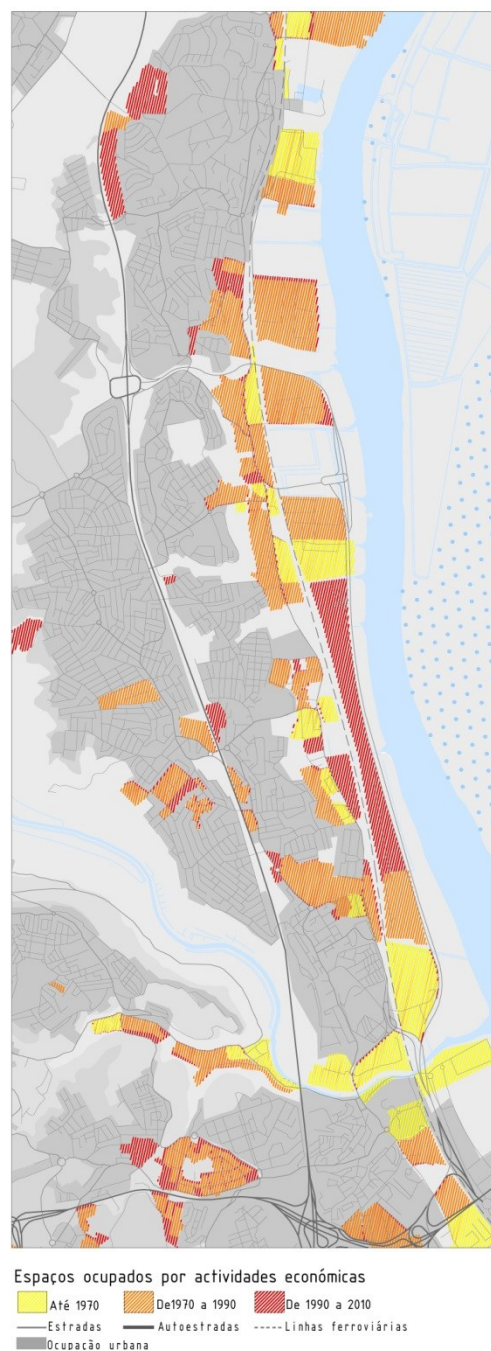 Espaços ocupados por actividades económicas
Até 1970 De1970 a 1990 De 1990 a 2010
Estradas Autoestradas Linhas ferroviárias
Ocupação urbana